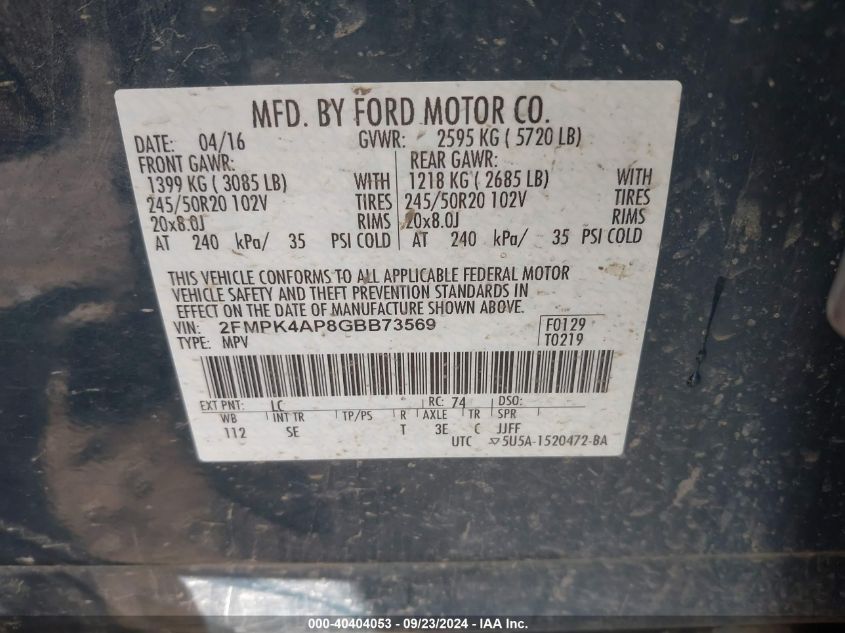 MFD. BY FORD MOTOR CO.
DATE: 04/16 GVWR: 2595 KG ( 5720 LB)
FRONT GAWR: REAR GAWR:
1399 KG ( 3085 LB) WITH 1218 KG ( 2685 LB) WITH
245/50R20 102V TIRES 245/50R20 102V TIRES
20x8.0J RIMS 20x8.0J RIMS
AT 240 kPa/ 35 PSI COLD AT 240 kPa/ 35 PSI COLD
THIS VEHICLE CONFORMS TO ALL APPLICABLE FEDERAL MOTOR
VEHICLE SAFETY AND THEFT PREVENTION STANDARDS IN
EFFECT ON THE DATE OF MANUFACTURE SHOWN ABOVE.
VIN: 2FMPK4AP8GBB73569 F0129
TYPE: MPV T0219
EXT PNT: LC RC: 74 DSO:
WB INT TR TP/PS R AXLE TR SPR
112 SE T 3E C JJFF
UTC 5U5A-1520472-BA
000-40404053 - 09/23/2024 - IAA Inc.